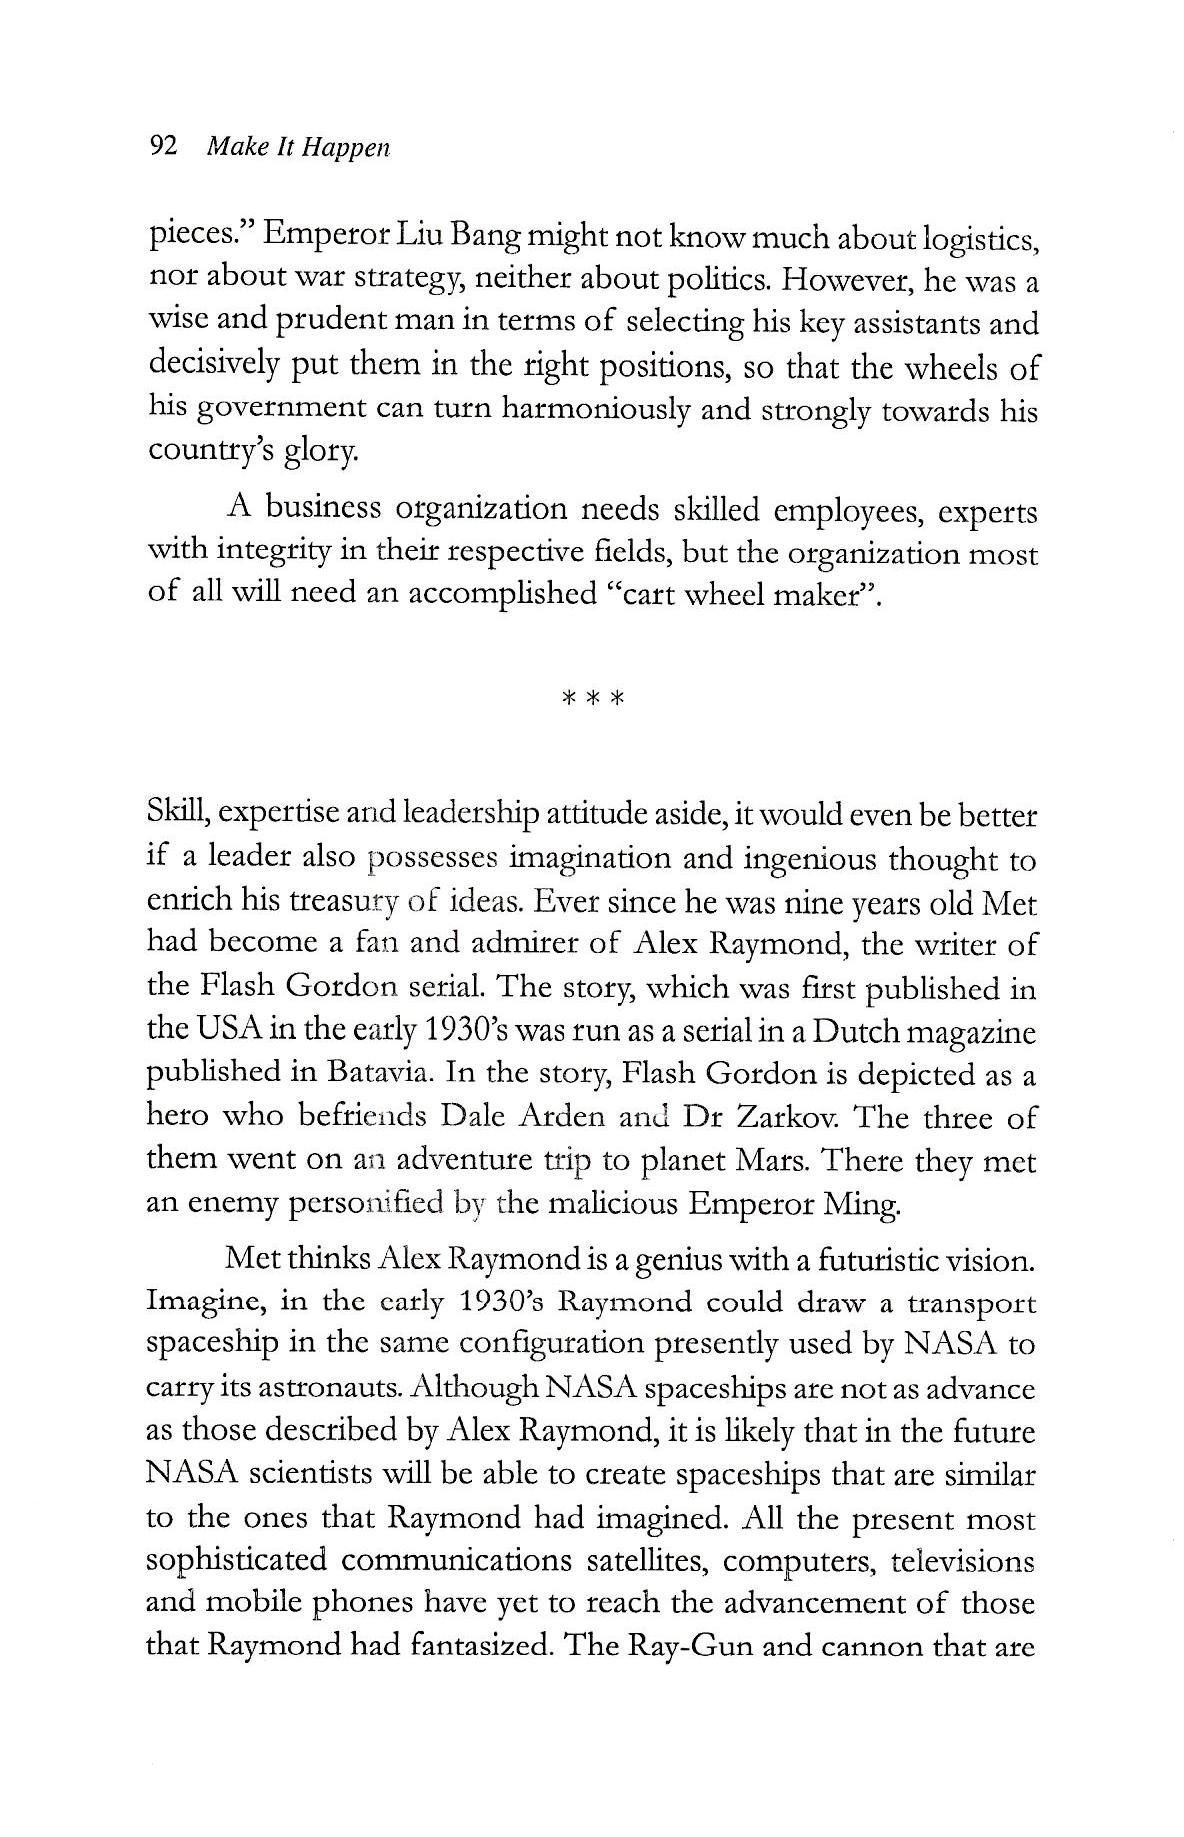 92 Make It Happen
pieces.” Emperor Liu Bang might not know much about logistics,
nor about war strategy, neither about politics. However, he was a
wise and prudent man in terms of selecting his key assistants and
decisively put them in the right positions, so that the wheels of
his government can turn harmoniously and strongly towards his
country’s glory.
A business organization needs skilled employees, experts
with integrity in their respective fields, but the organization most
of all will need an accomplished “cart wheel maker”.
* * *
Skill, expertise and leadership attitude aside, it would even be better
if a leader also possesses imagination and ingenious thought to
enrich his treasury of ideas. Ever since he was nine years old Met
had become a fan and admirer of Alex Raymond, the writer of
the Flash Gordon serial. The story, which was first published in
the USA in the early 1930’s was run as a serial in a Dutch magazine
published in Batavia. In the story, Flash Gordon is depicted as a
hero who befriends Dale Arden and Dr Zarkov. The three of
them went on an adventure trip to planet Mars. There they met
an enemy personified by the malicious Emperor Ming.
Met thinks Alex Raymond is a genius with a futuristic vision.
Imagine, in the early 1930’s Raymond could draw a transport
spaceship in the same configuration presently used by NASA to
carry its astronauts. Although NASA spaceships are not as advance
as those described by Alex Raymond, it is likely that in the future
NASA scientists will be able to create spaceships that are similar
to the ones that Raymond had imagined. All the present most
sophisticated communications satellites, computers, televisions
and mobile phones have yet to reach the advancement of those
that Raymond had fantasized. The Ray-Gun and cannon that are